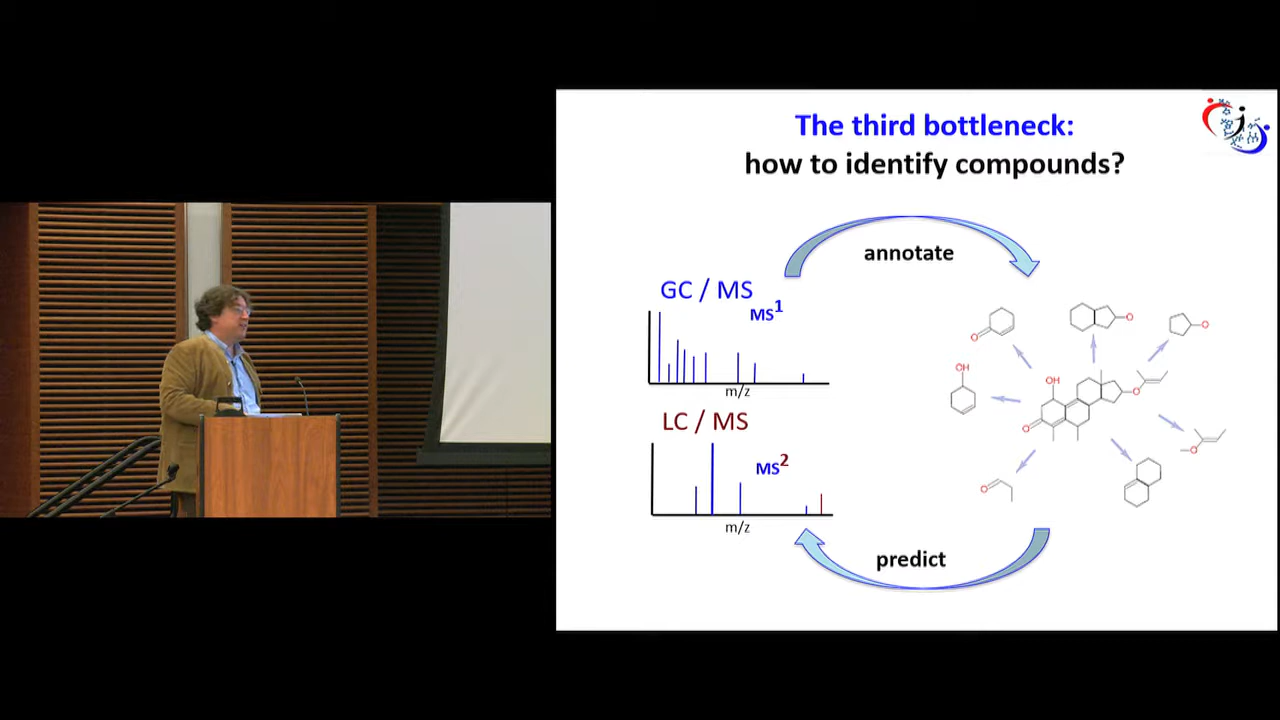 The third bottleneck:
how to identify compounds?
annotate
GC / MS
MS1
m/z
LC / MS
MS2
m/z
O
O
O
OH
OH
O
O
O
O
predict